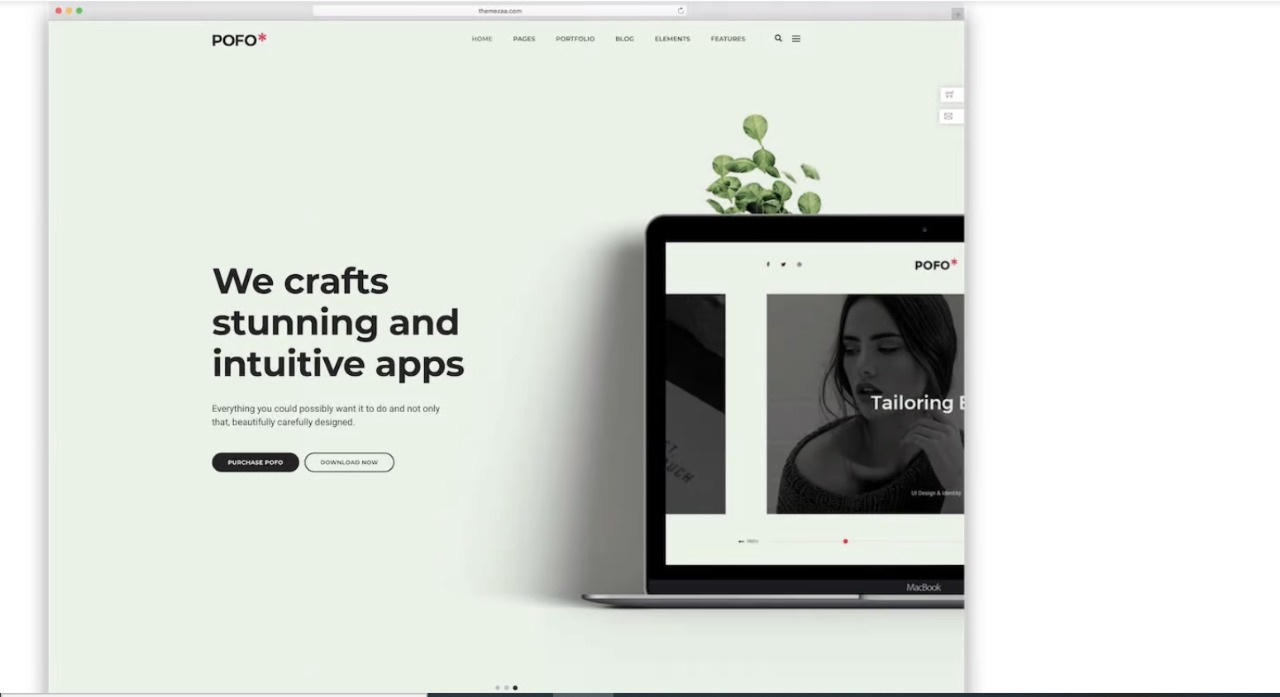 themezaa.com
POFO*
HOME PAGES PORTFOLIO BLOG ELEMENTS FEATURES
We crafts
stunning and
intuitive apps
Everything you could possibly want it to do and not only
that, beautifully carefully designed.
PURCHASE POFO DOWNLOAD NOW
POFO*
Tailoring
UI Design & Identity
PREV
MacBook